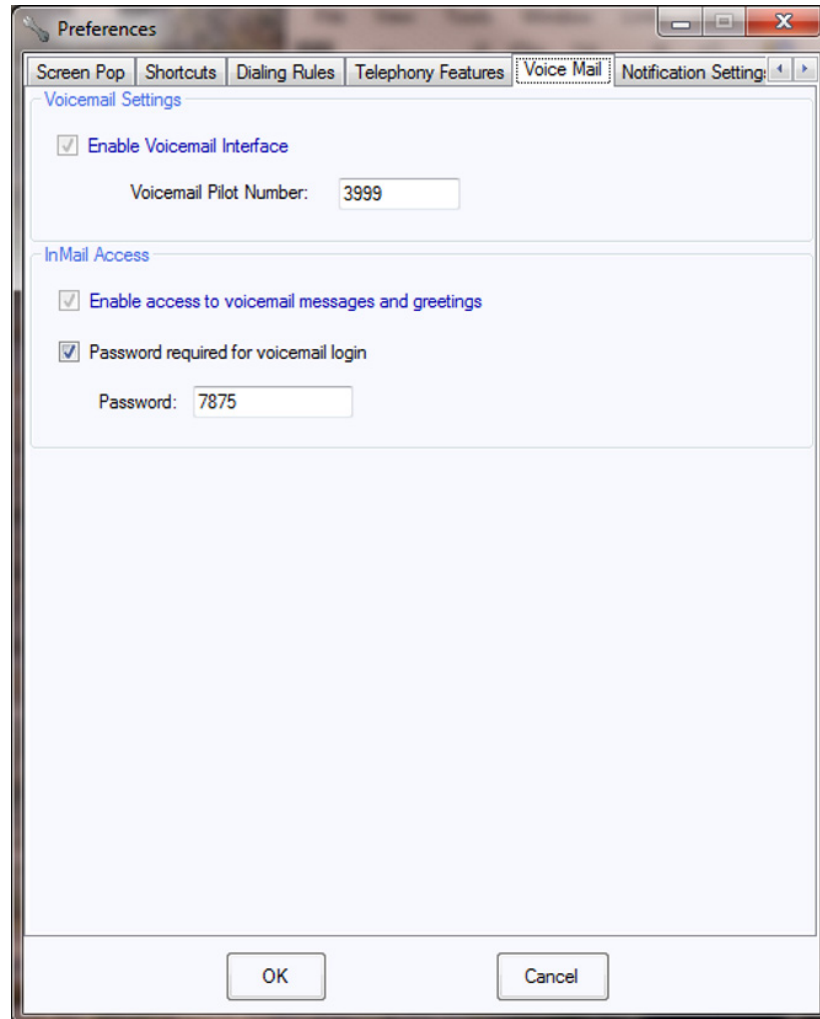 Preferences
Screen Pop Shortcuts Dialing Rules Telephony Features Voice Mail Notification Setting
Voicemail Settings
Enable Voicemail Interface
Voicemail Pilot Number: 3999
InMail Access
Enable access to voicemail messages and greetings
Password required for voicemail login
Password: 7875
OK Cancel